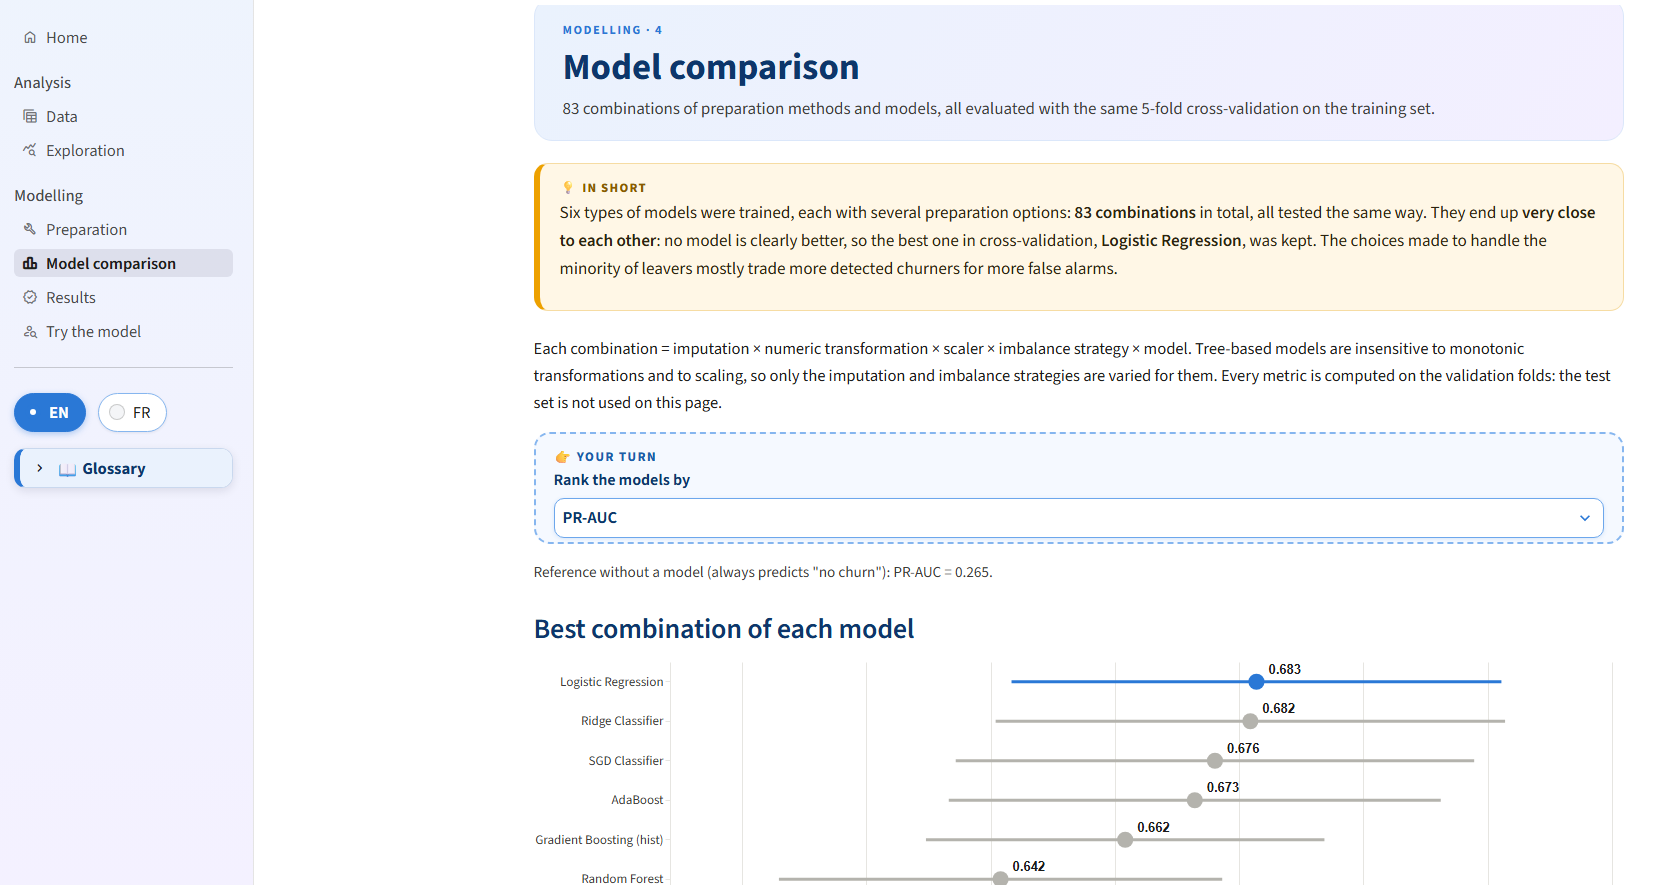 Home
Analysis
Data
Exploration
Modelling
Preparation
Model comparison
Results
Try the model
EN
FR
Glossary
MODELLING · 4
Model comparison
83 combinations of preparation methods and models, all evaluated with the same 5-fold cross-validation on the training set.
IN SHORT
Six types of models were trained, each with several preparation options: 83 combinations in total, all tested the same way. They end up very close
to each other: no model is clearly better, so the best one in cross-validation, Logistic Regression, was kept. The choices made to handle the
minority of leavers mostly trade more detected churners for more false alarms.
Each combination = imputation × numeric transformation × scaler × imbalance strategy × model. Tree-based models are insensitive to monotonic
transformations and to scaling, so only the imputation and imbalance strategies are varied for them. Every metric is computed on the validation folds: the test
set is not used on this page.
YOUR TURN
Rank the models by
PR-AUC
Reference without a model (always predicts "no churn"): PR-AUC = 0.265.
Best combination of each model
Logistic Regression 0.683
Ridge Classifier 0.682
SGD Classifier 0.676
AdaBoost 0.673
Gradient Boosting (hist) 0.662
Random Forest 0.642